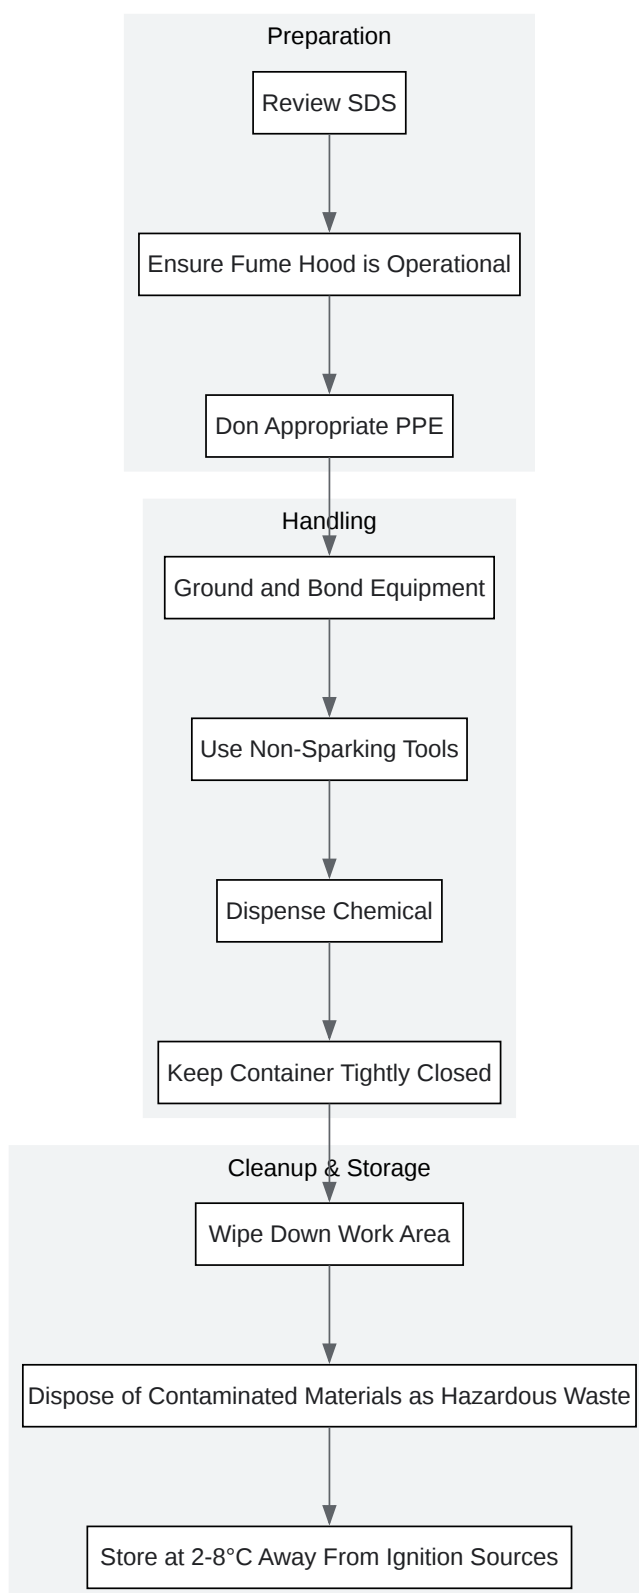 Preparation
Review SDS
Ensure Fume Hood is Operational
Don Appropriate PPE
Handling
Ground and Bond Equipment
Use Non-Sparking Tools
Dispense Chemical
Keep Container Tightly Closed
Cleanup & Storage
Wipe Down Work Area
Dispose of Contaminated Materials as Hazardous Waste
Store at 2-8°C Away From Ignition Sources